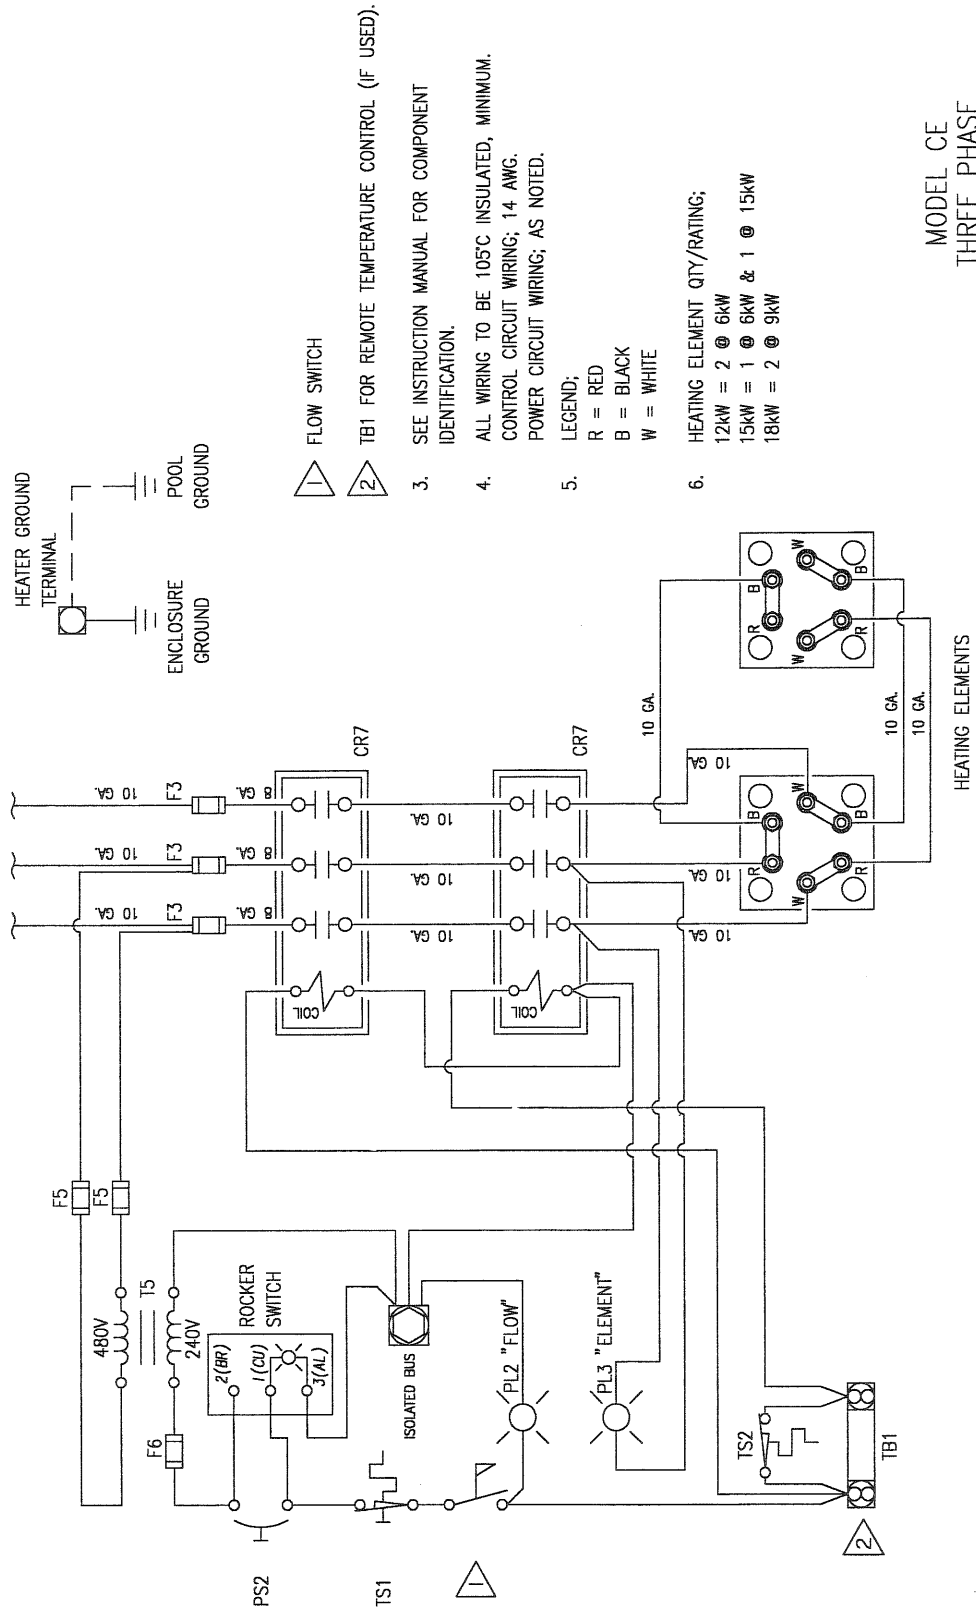 HEATER GROUND
TERMINAL
ENCLOSURE
GROUND
POOL
GROUND
1 FLOW SWITCH
2 TB1 FOR REMOTE TEMPERATURE CONTROL (IF USED).
3. SEE INSTRUCTION MANUAL FOR COMPONENT
IDENTIFICATION.
4. ALL WIRING TO BE 105°C INSULATED, MINIMUM.
CONTROL CIRCUIT WIRING; 14 AWG.
POWER CIRCUIT WIRING; AS NOTED.
5. LEGEND;
R = RED
B = BLACK
W = WHITE
6. HEATING ELEMENT QTY/RATING;
12kW = 2 @ 6kW
15kW = 1 @ 6kW & 1 @ 15kW
18kW = 2 @ 9kW
MODEL CE
THREE PHASE
10 GA.
10 GA.
10 GA.
F3
F3
F3
8 GA.
8 GA.
8 GA.
CR7
COIL
10 GA.
10 GA.
10 GA.
CR7
COIL
10 GA.
10 GA.
10 GA.
10 GA.
10 GA.
10 GA.
R
B
W
W
R
B
R
B
W
W
R
B
HEATING ELEMENTS
F5
F5
480V
T5
240V
F6
ROCKER
SWITCH
2(BR)
1(CU)
3(AL)
ISOLATED BUS
PS2
TS1
1
PL2 "FLOW"
PL3 "ELEMENT"
TS2
TB1
2